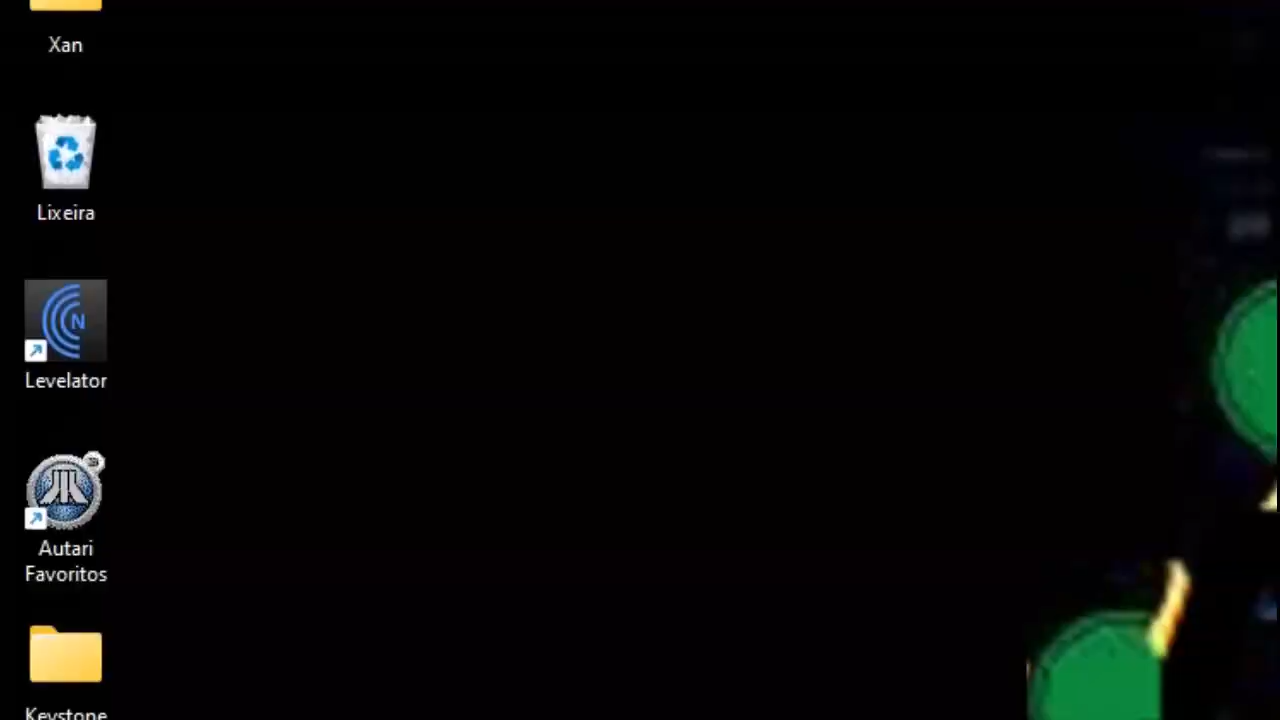 Xan
Lixeira
N
Levelator
Autari
Favoritos
Keystone